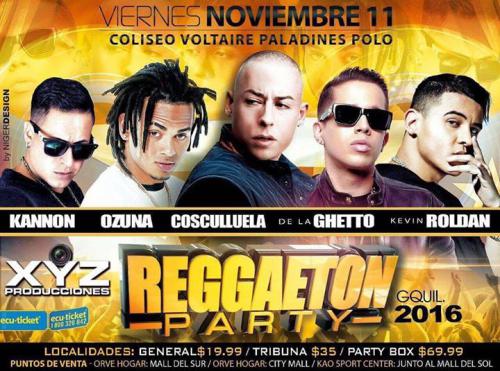 VIERNES NOVIEMBRE 11
COLISEO VOLTAIRE PALADINES POLO
by NIGERDESIGN
KANNON OZUNA COSCULLUELA DE LA GHETTO KEVIN ROLDAN
XYZ
PRODUCCIONES
REGGAETON
PARTY
GQUIL.
2016
ecu·ticket
ecu·ticket
LOCALIDADES: GENERAL $19.99 / TRIBUNA $35 / PARTY BOX $69.99
PUNTOS DE VENTA - ORVE HOGAR: MALL DEL SUR / ORVE HOGAR: CITY MALL / KAO SPORT CENTER: JUNTO AL MALL DEL SOL